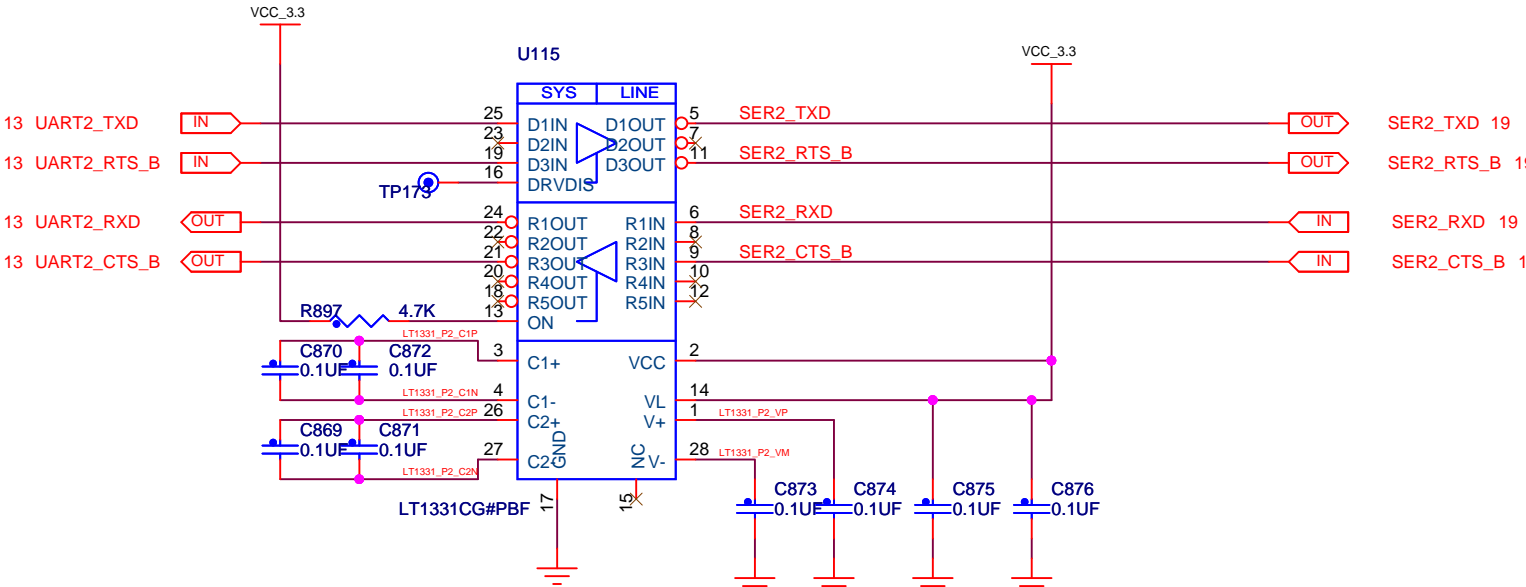 VCC_3.3
U115
VCC_3.3
SYS LINE
13 UART2_TXD IN 25 D1IN D1OUT 5 SER2_TXD OUT SER2_TXD 19
23 D2IN D2OUT 7
13 UART2_RTS_B IN 19 D3IN D3OUT 11 SER2_RTS_B OUT SER2_RTS_B
TP173 16 DRVDIS
13 UART2_RXD OUT 24 R1OUT R1IN 6 SER2_RXD IN SER2_RXD 19
22 R2OUT R2IN 8
13 UART2_CTS_B OUT 21 R3OUT R3IN 9 SER2_CTS_B IN SER2_CTS_B
20 R4OUT R4IN 10
18 R5OUT R5IN 12
R897 4.7K 13 ON
LT1331_P2_C1P
C870 C872 3 C1+ VCC 2
0.1UF 0.1UF
LT1331_P2_C1N 4 C1- VL 14
LT1331_P2_C2P 26 C2+ V+ 1 LT1331_P2_VP
C869 C871
0.1UF 0.1UF 27 C2- GND NC V- 28 LT1331_P2_VM
LT1331_P2_C2N
C873 C874 C875 C876
LT1331CG#PBF 17 15 0.1UF 0.1UF 0.1UF 0.1UF